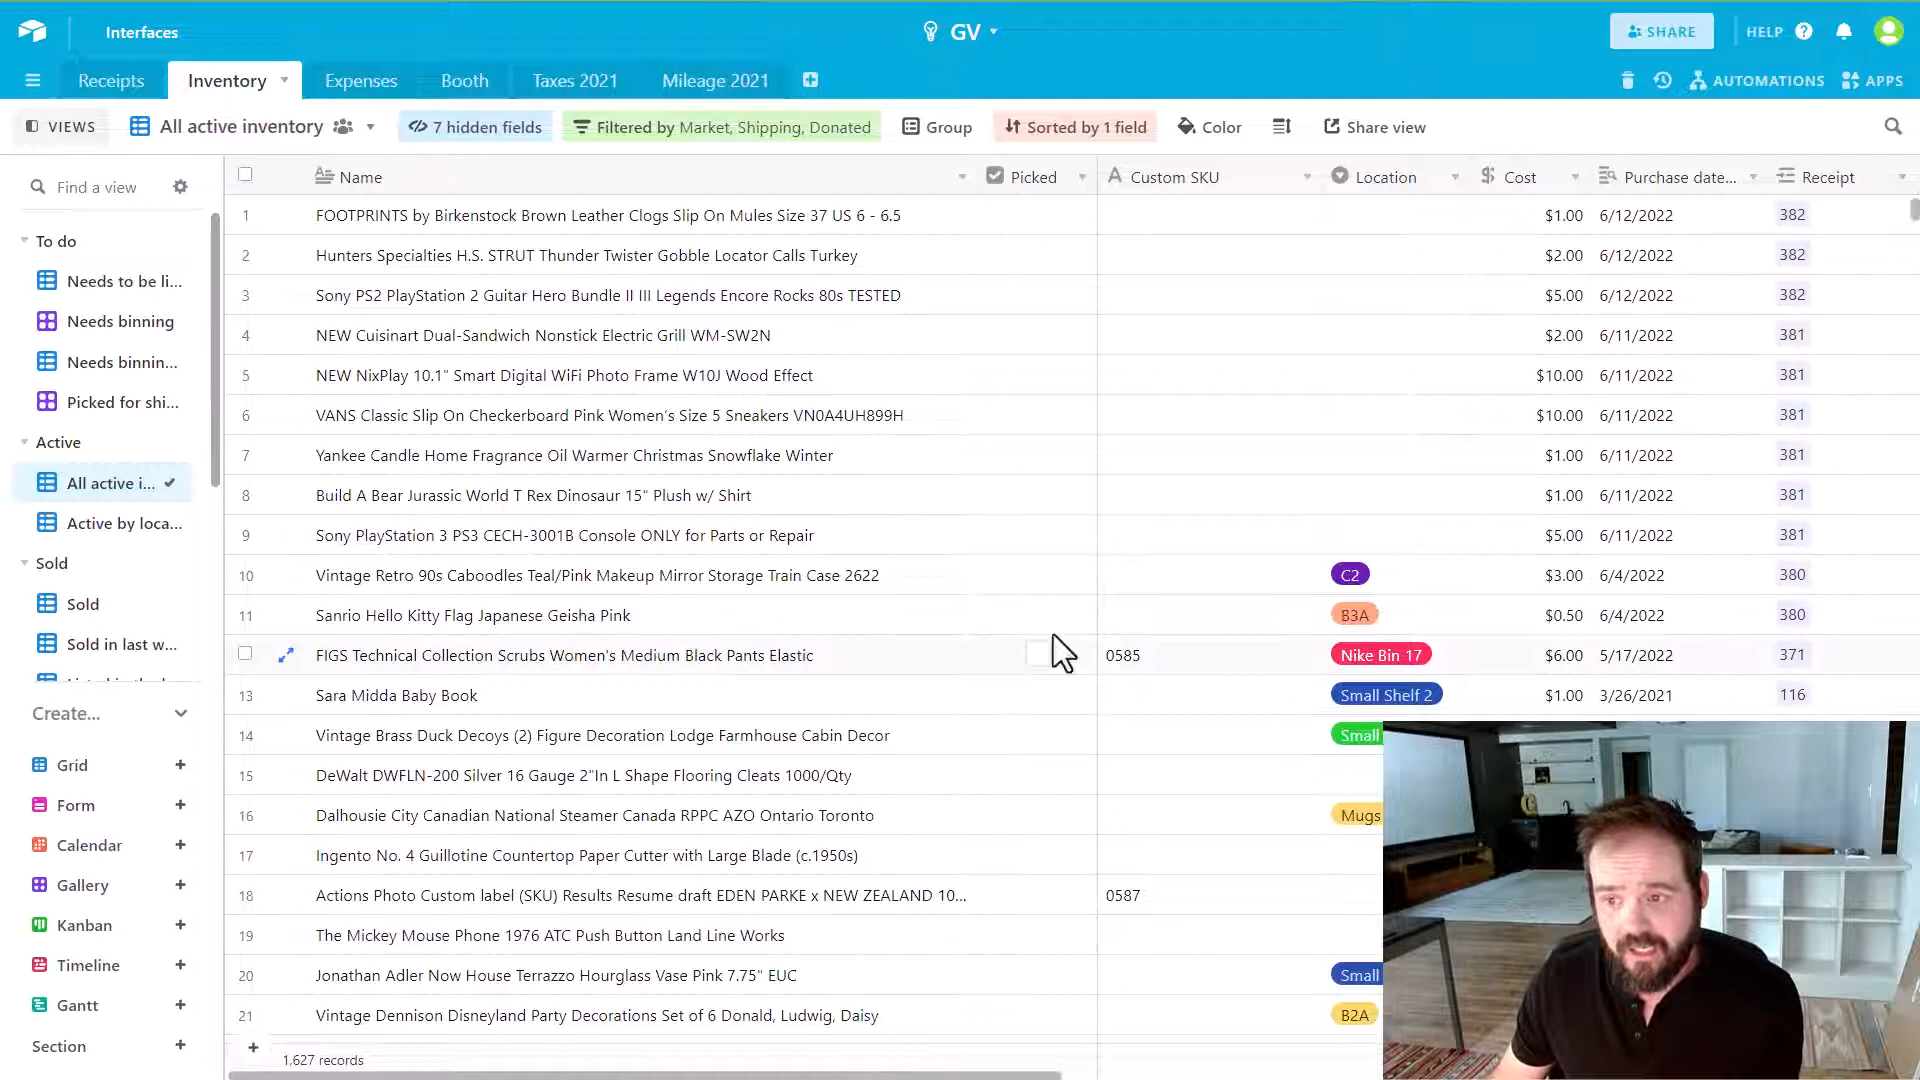 Interfaces
GV
SHARE
HELP
Receipts
Inventory
Expenses
Booth
Taxes 2021
Mileage 2021
AUTOMATIONS
APPS
VIEWS
All active inventory
7 hidden fields
Filtered by Market, Shipping, Donated
Group
Sorted by 1 field
Color
Share view
Find a view
To do
Needs to be li...
Needs binning
Needs binnin...
Picked for shi...
Active
All active i...
Active by loca...
Sold
Sold
Sold in last w...
Create...
Grid
Form
Calendar
Gallery
Kanban
Timeline
Gantt
Section
Name Picked Custom SKU Location Cost Purchase date... Receipt
1 FOOTPRINTS by Birkenstock Brown Leather Clogs Slip On Mules Size 37 US 6 - 6.5 $1.00 6/12/2022 382
2 Hunters Specialties H.S. STRUT Thunder Twister Gobble Locator Calls Turkey $2.00 6/12/2022 382
3 Sony PS2 PlayStation 2 Guitar Hero Bundle II III Legends Encore Rocks 80s TESTED $5.00 6/12/2022 382
4 NEW Cuisinart Dual-Sandwich Nonstick Electric Grill WM-SW2N $2.00 6/11/2022 381
5 NEW NixPlay 10.1" Smart Digital WiFi Photo Frame W10J Wood Effect $10.00 6/11/2022 381
6 VANS Classic Slip On Checkerboard Pink Women's Size 5 Sneakers VN0A4UH899H $10.00 6/11/2022 381
7 Yankee Candle Home Fragrance Oil Warmer Christmas Snowflake Winter $1.00 6/11/2022 381
8 Build A Bear Jurassic World T Rex Dinosaur 15" Plush w/ Shirt $1.00 6/11/2022 381
9 Sony PlayStation 3 PS3 CECH-3001B Console ONLY for Parts or Repair $5.00 6/11/2022 381
10 Vintage Retro 90s Caboodles Teal/Pink Makeup Mirror Storage Train Case 2622 C2 $3.00 6/4/2022 380
11 Sanrio Hello Kitty Flag Japanese Geisha Pink B3A $0.50 6/4/2022 380
FIGS Technical Collection Scrubs Women's Medium Black Pants Elastic 0585 Nike Bin 17 $6.00 5/17/2022 371
13 Sara Midda Baby Book Small Shelf 2 $1.00 3/26/2021 116
14 Vintage Brass Duck Decoys (2) Figure Decoration Lodge Farmhouse Cabin Decor Small
15 DeWalt DWFLN-200 Silver 16 Gauge 2"In L Shape Flooring Cleats 1000/Qty
16 Dalhousie City Canadian National Steamer Canada RPPC AZO Ontario Toronto Mugs
17 Ingento No. 4 Guillotine Countertop Paper Cutter with Large Blade (c.1950s)
18 Actions Photo Custom label (SKU) Results Resume draft EDEN PARKE x NEW ZEALAND 10... 0587
19 The Mickey Mouse Phone 1976 ATC Push Button Land Line Works
20 Jonathan Adler Now House Terrazzo Hourglass Vase Pink 7.75" EUC Small
21 Vintage Dennison Disneyland Party Decorations Set of 6 Donald, Ludwig, Daisy B2A
1,627 records